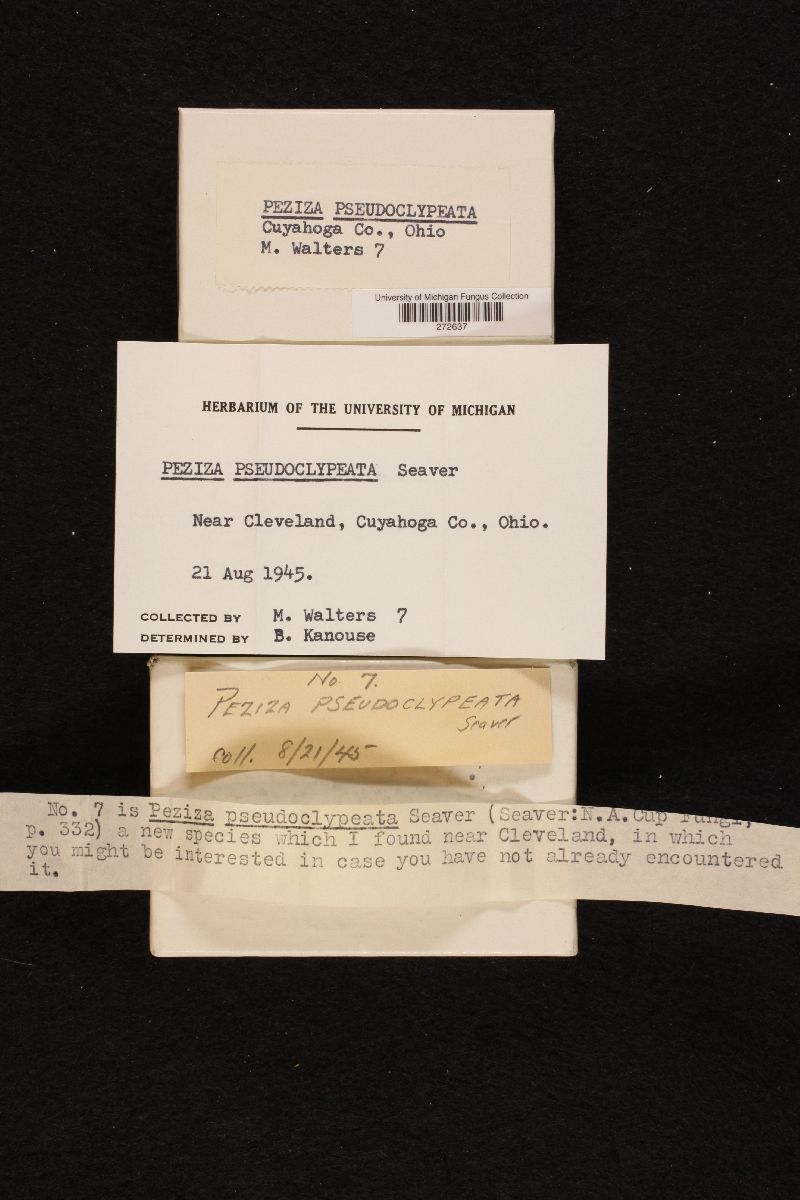 PEZIZA PSEUDOCLYPEATA
Cuyahoga Co., Ohio
M. Walters 7
University of Michigan Fungus Collection
272637
HERBARIUM OF THE UNIVERSITY OF MICHIGAN
PEZIZA PSEUDOCLYPEATA Seaver
Near Cleveland, Cuyahoga Co., Ohio.
21 Aug 1945.
COLLECTED BY M. Walters 7
DETERMINED BY B. Kanouse
No. 7.
PEZIZA PSEUDOCLYPEATA
Seaver
Coll. 8/21/45
No. 7 is Peziza pseudoclypeata Seaver (Seaver:N.A.Cup Fungi,
p. 332) a new species which I found near Cleveland, in which
you might be interested in case you have not already encountered
it.